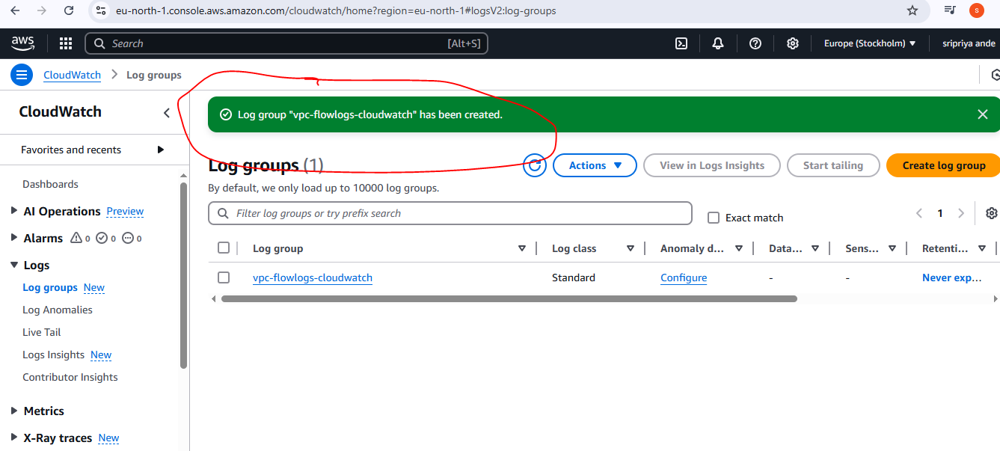 eu-north-1.console.aws.amazon.com/cloudwatch/home?region=eu-north-1#logsV2:log-groups
S
aws
Search [Alt+S]
Europe (Stockholm)
sripriya ande
CloudWatch Log groups
CloudWatch
Log group "vpc-flowlogs-cloudwatch" has been created.
Favorites and recents
Dashboards
AI Operations Preview
Alarms 0 0 0
Logs
Log groups New
Log Anomalies
Live Tail
Logs Insights New
Contributor Insights
Metrics
X-Ray traces New
Log groups (1)
Actions
View in Logs Insights
Start tailing
Create log group
By default, we only load up to 10000 log groups.
Filter log groups or try prefix search
Exact match
1
Log group Log class Anomaly d... Data... Sens... Retenti...
vpc-flowlogs-cloudwatch Standard Configure - - Never exp...